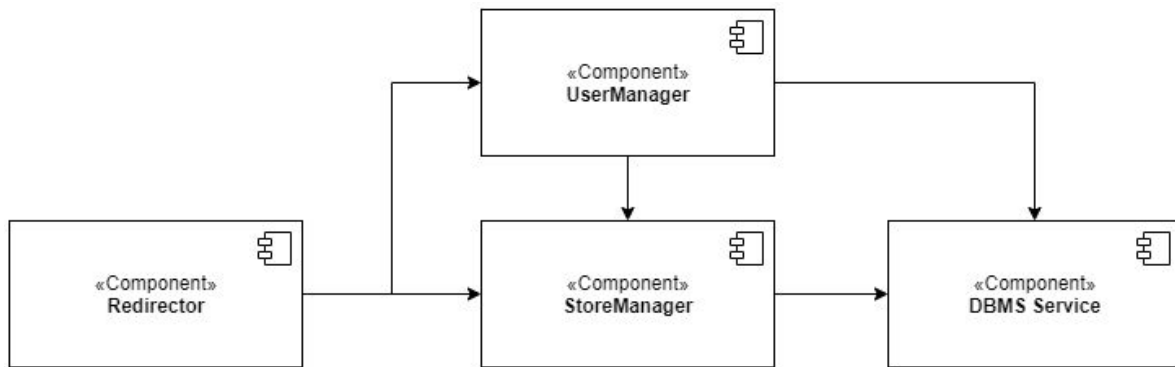 «Component»
UserManager
«Component»
Redirector
«Component»
StoreManager
«Component»
DBMS Service